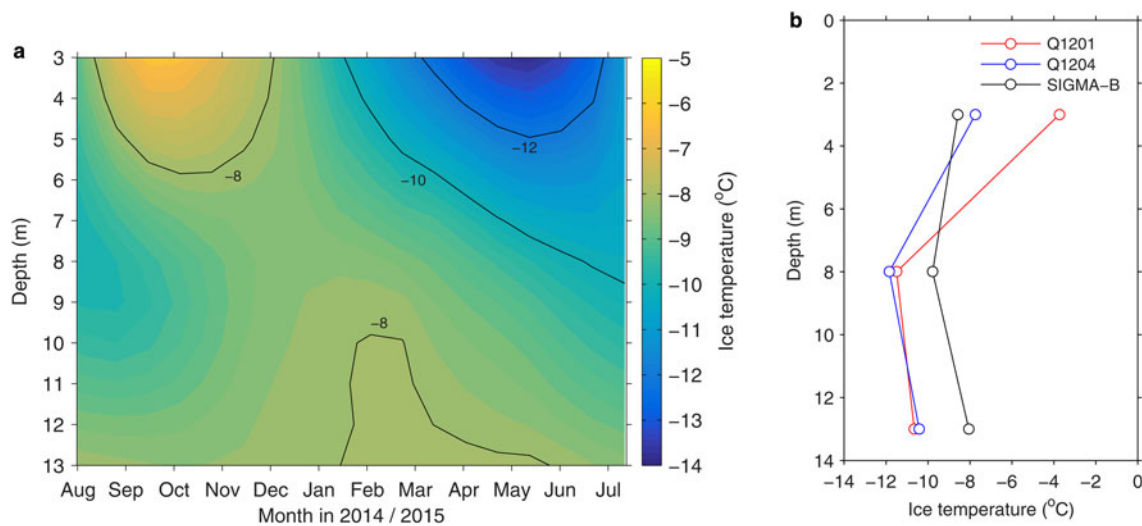 a
3
4
5
6
7
8
9
10
11
12
13
Depth (m)
−8
−10
−12
−8
Aug Sep Oct Nov Dec Jan Feb Mar Apr May Jun Jul
Month in 2014 / 2015
−5
−6
−7
−8
−9
−10
−11
−12
−13
−14
Ice temperature (°C)
b
0
2
4
6
8
10
12
14
Depth (m)
Q1201
Q1204
SIGMA−B
−14 −12 −10 −8 −6 −4 −2 0
Ice temperature (°C)